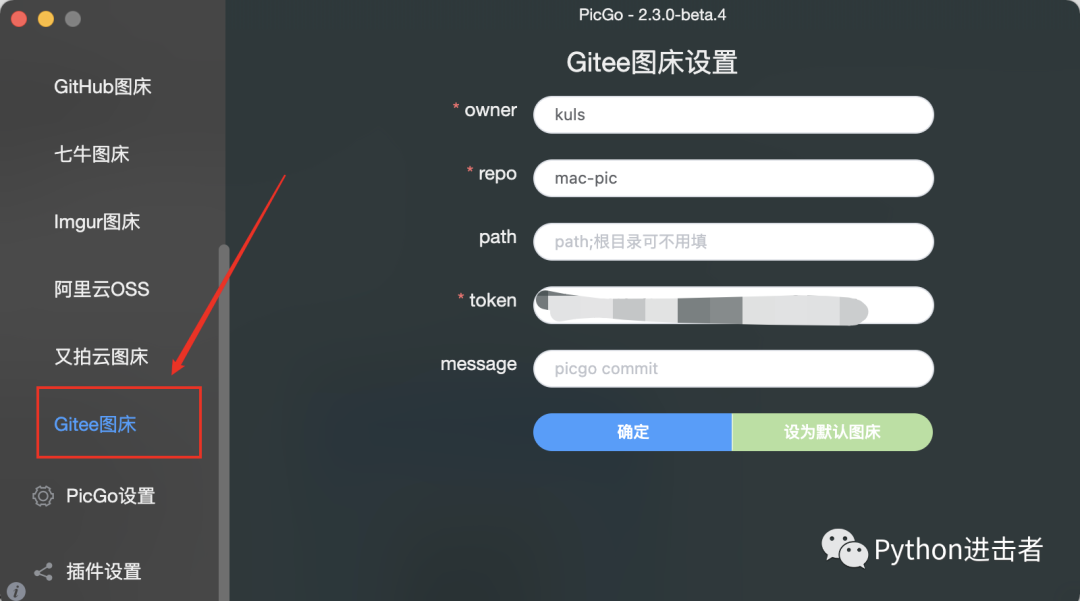 PicGo - 2.3.0-beta.4
GitHub图床
七牛图床
Imgur图床
阿里云OSS
又拍云图床
Gitee图床
PicGo设置
插件设置
Gitee图床设置
* owner
kuls
* repo
mac-pic
path
path;根目录可不用填
* token
message
picgo commit
确定
设为默认图床
Python进击者